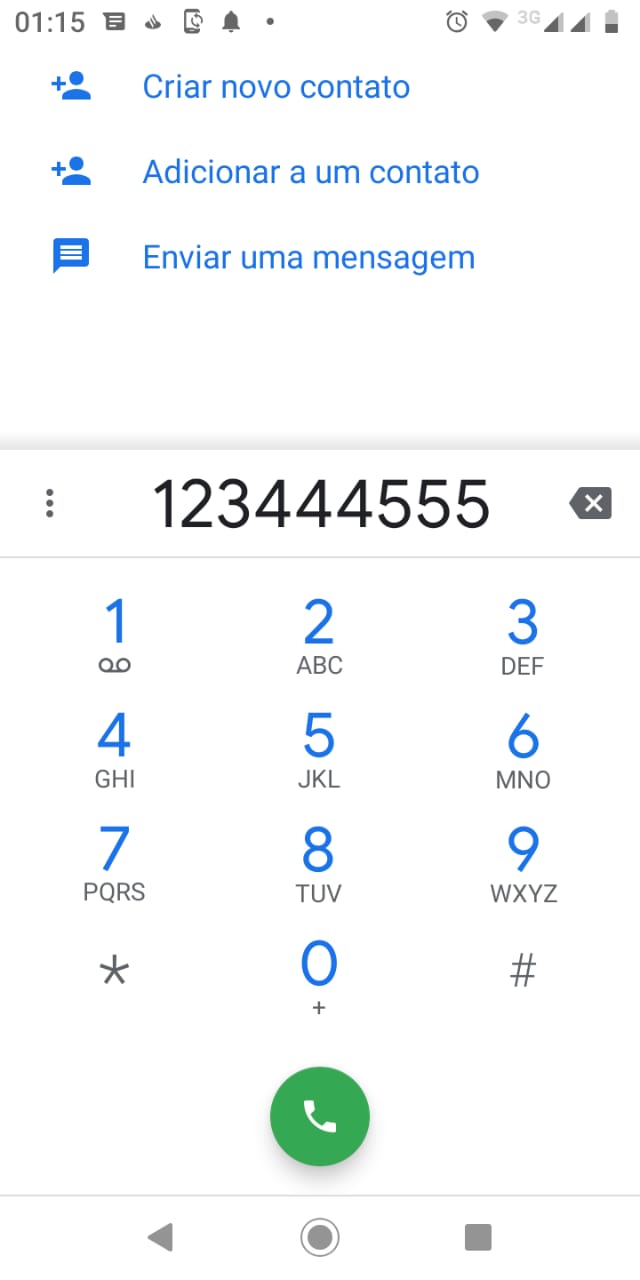 01:15 3G
Criar novo contato
Adicionar a um contato
Enviar uma mensagem
123444555
1 2 3
ABC DEF
4 5 6
GHI JKL MNO
7 8 9
PQRS TUV WXYZ
* 0 #
+